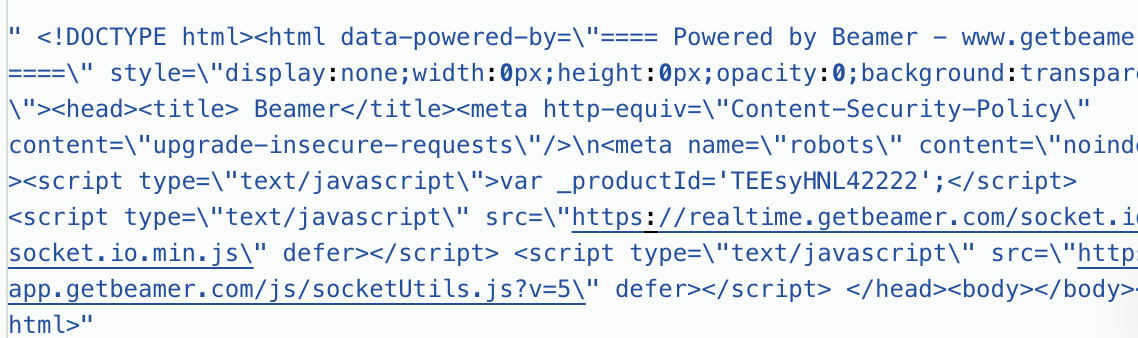 " <!DOCTYPE html><html data-powered-by=\"==== Powered by Beamer – www.getbeame
====\" style=\"display:none;width:0px;height:0px;opacity:0;background:transpar
\"><head><title> Beamer</title><meta http-equiv=\"Content-Security-Policy\"
content=\"upgrade-insecure-requests\"/>\n<meta name=\"robots\" content=\"noind
><script type=\"text/javascript\">var _productId='TEEsyHNL42222';</script>
<script type=\"text/javascript\" src=\"https://realtime.getbeamer.com/socket.i
socket.io.min.js\" defer></script> <script type=\"text/javascript\" src=\"http
app.getbeamer.com/js/socketUtils.js?v=5\" defer></script> </head><body></body>
html>"